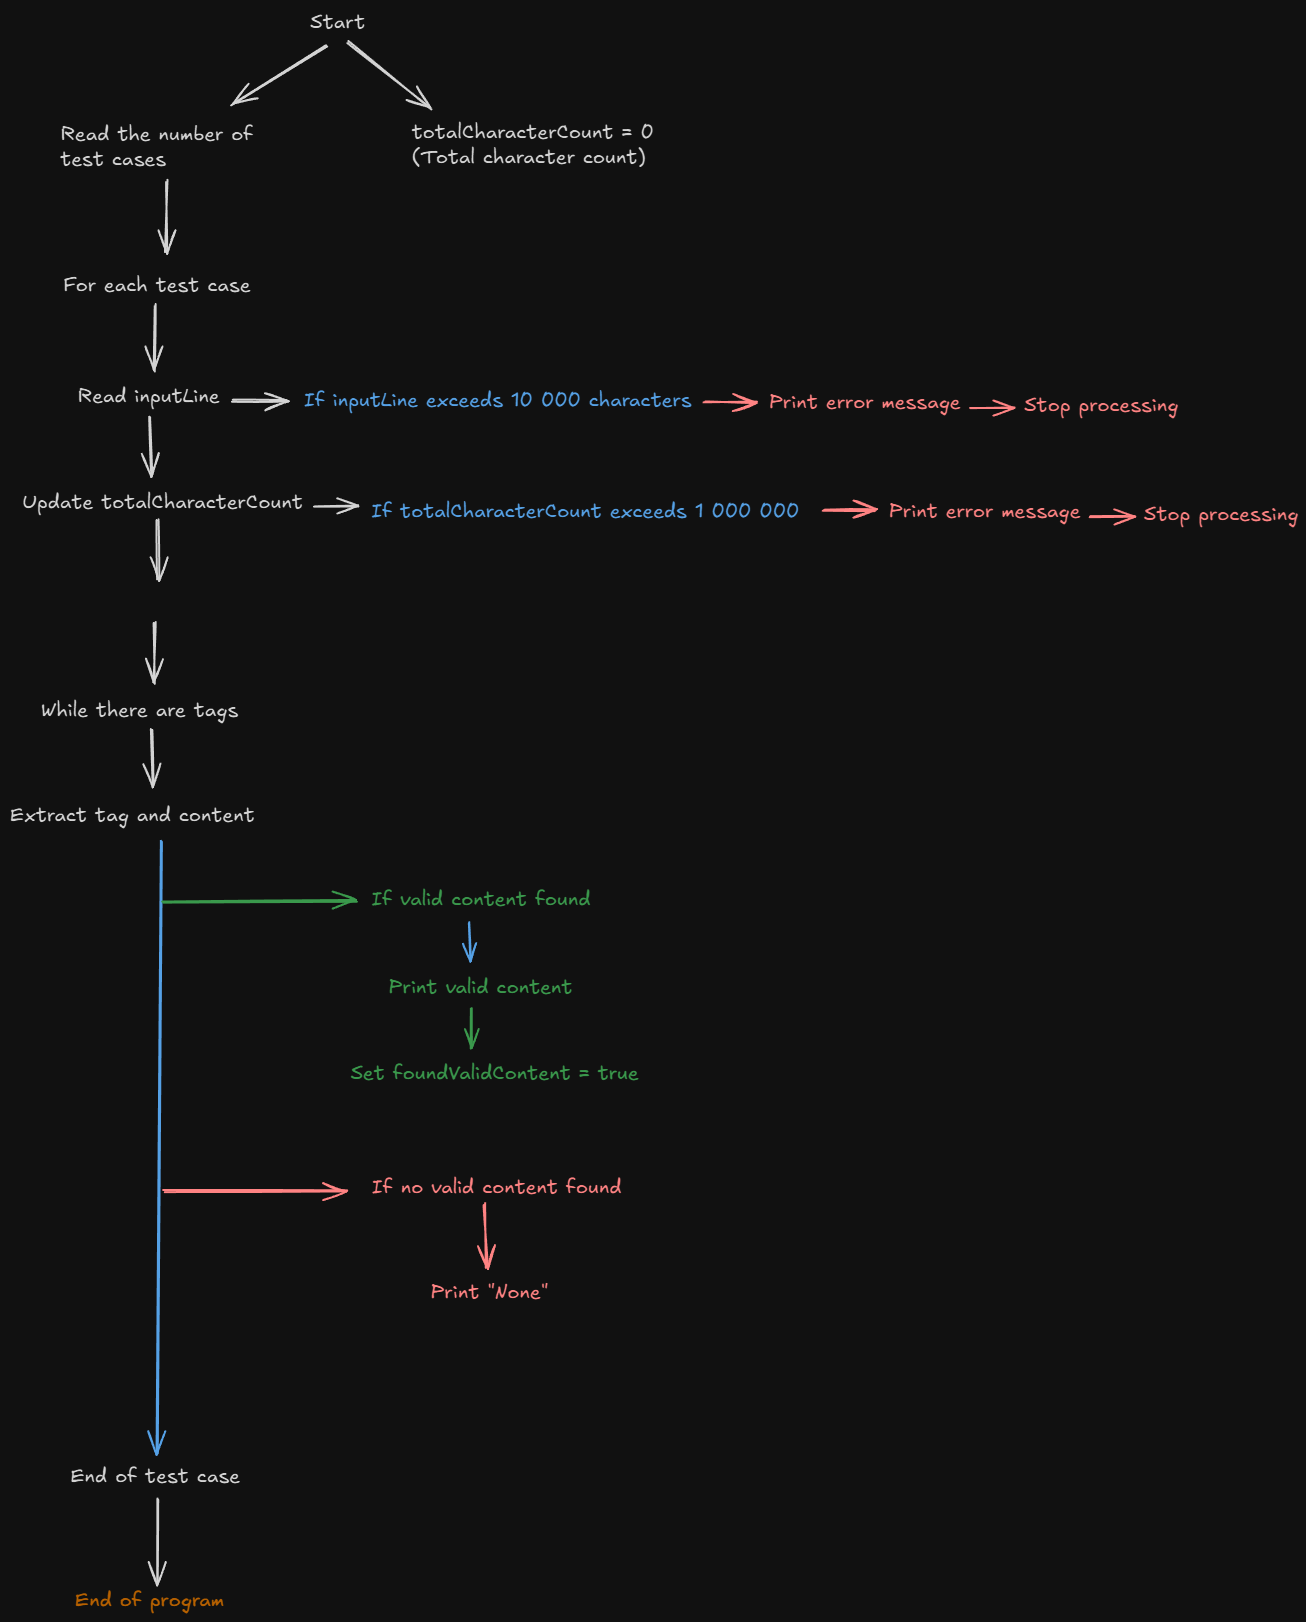 Start
Read the number of
test cases
totalCharacterCount = 0
(Total character count)
For each test case
Read inputLine
If inputLine exceeds 10 000 characters
Print error message
Stop processing
Update totalCharacterCount
If totalCharacterCount exceeds 1 000 000
Print error message
Stop processing
While there are tags
Extract tag and content
If valid content found
Print valid content
Set foundValidContent = true
If no valid content found
Print "None"
End of test case
End of program